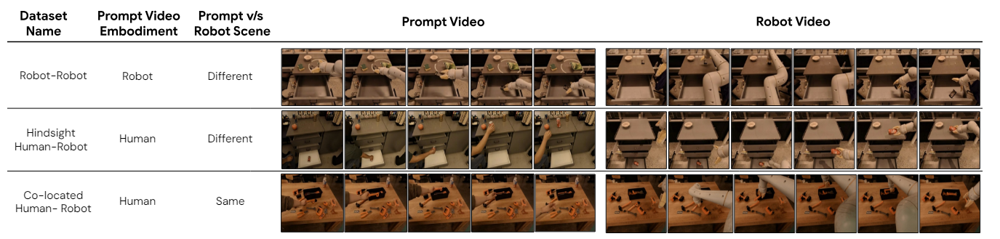 Dataset
Name
Prompt Video
Embodiment
Prompt v/s
Robot Scene
Prompt Video
Robot Video
Robot-Robot
Robot
Different
Hindsight
Human-Robot
Human
Different
Co-located
Human- Robot
Human
Same